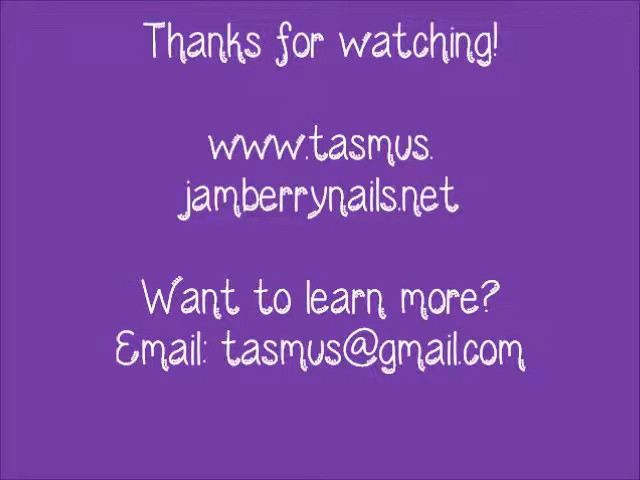 Thanks for watching!
www.tasmus.
jamberrynails.net
Want to learn more?
Email: tasmus@gmail.com